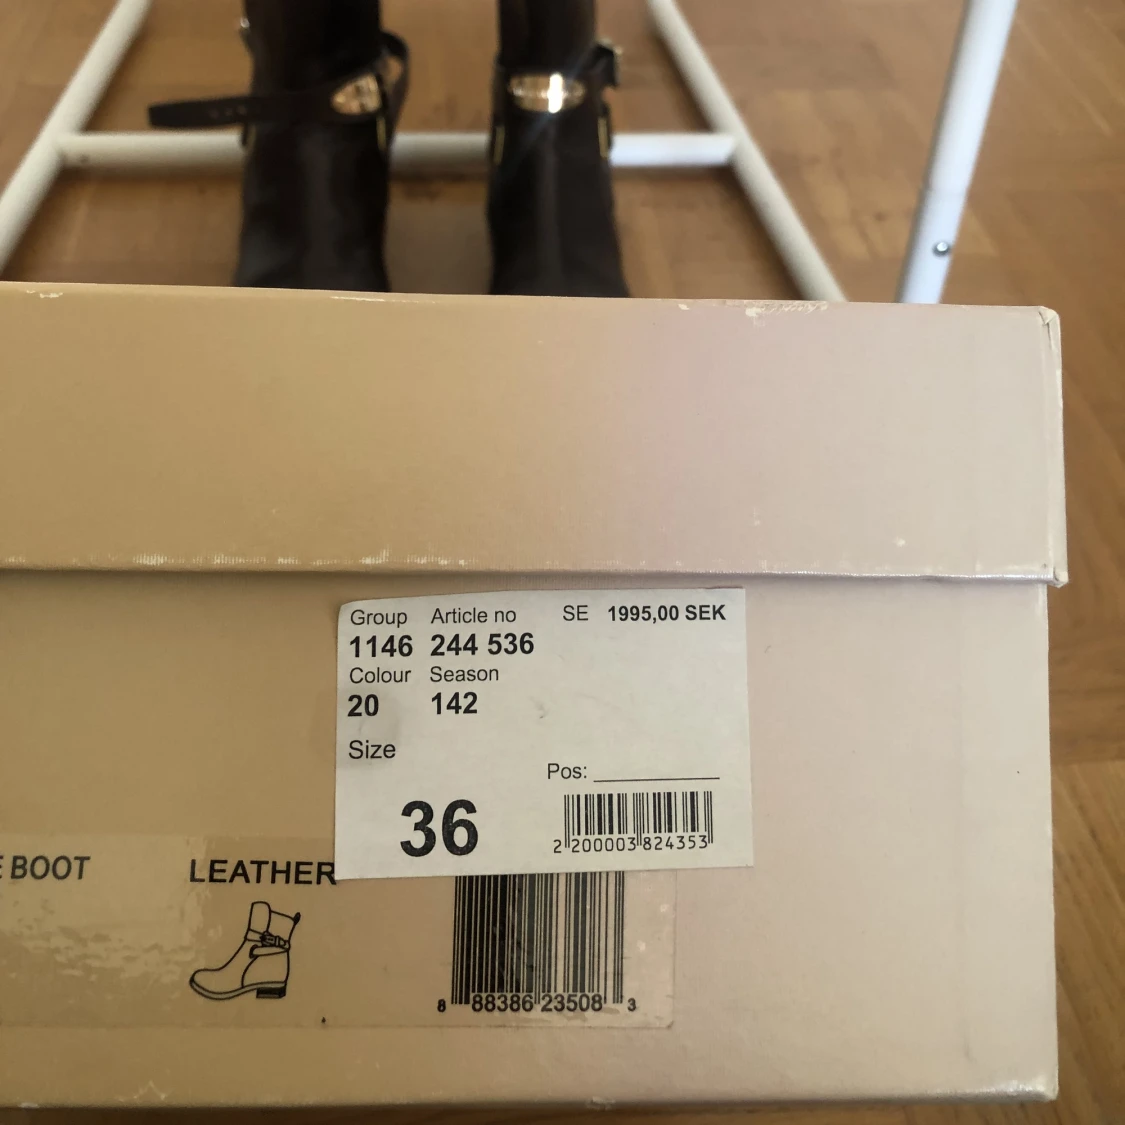 Group Article no SE 1995,00 SEK
1146 244 536
Colour Season
20 142
Size
Pos: ___________
36
2 200003 824353
E BOOT LEATHER
8 88386 23508 3